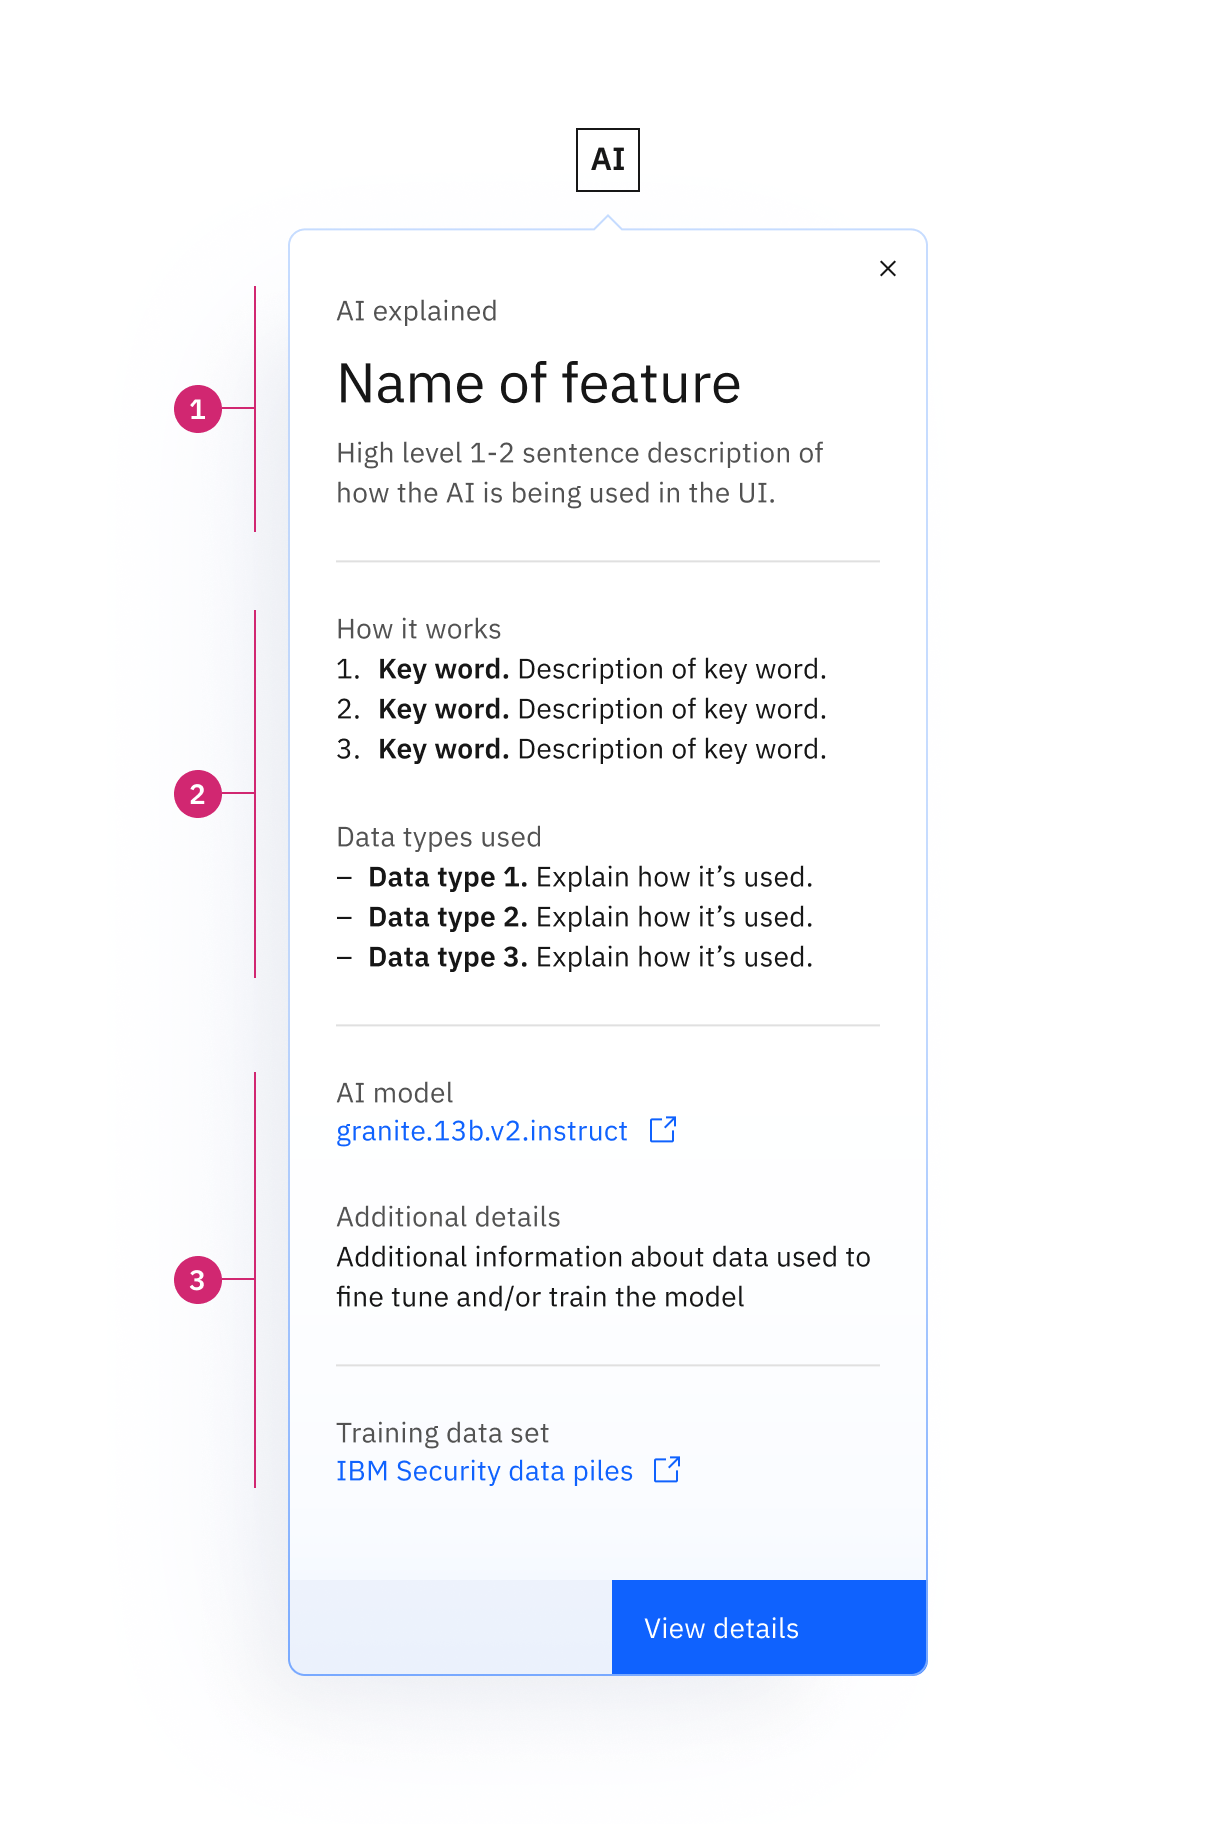 AI
AI explained
1
Name of feature
High level 1-2 sentence description of
how the AI is being used in the UI.
How it works
1. Key word. Description of key word.
2. Key word. Description of key word.
3. Key word. Description of key word.
2
Data types used
– Data type 1. Explain how it’s used.
– Data type 2. Explain how it’s used.
– Data type 3. Explain how it’s used.
AI model
granite.13b.v2.instruct
Additional details
Additional information about data used to
3
fine tune and/or train the model
Training data set
IBM Security data piles
View details